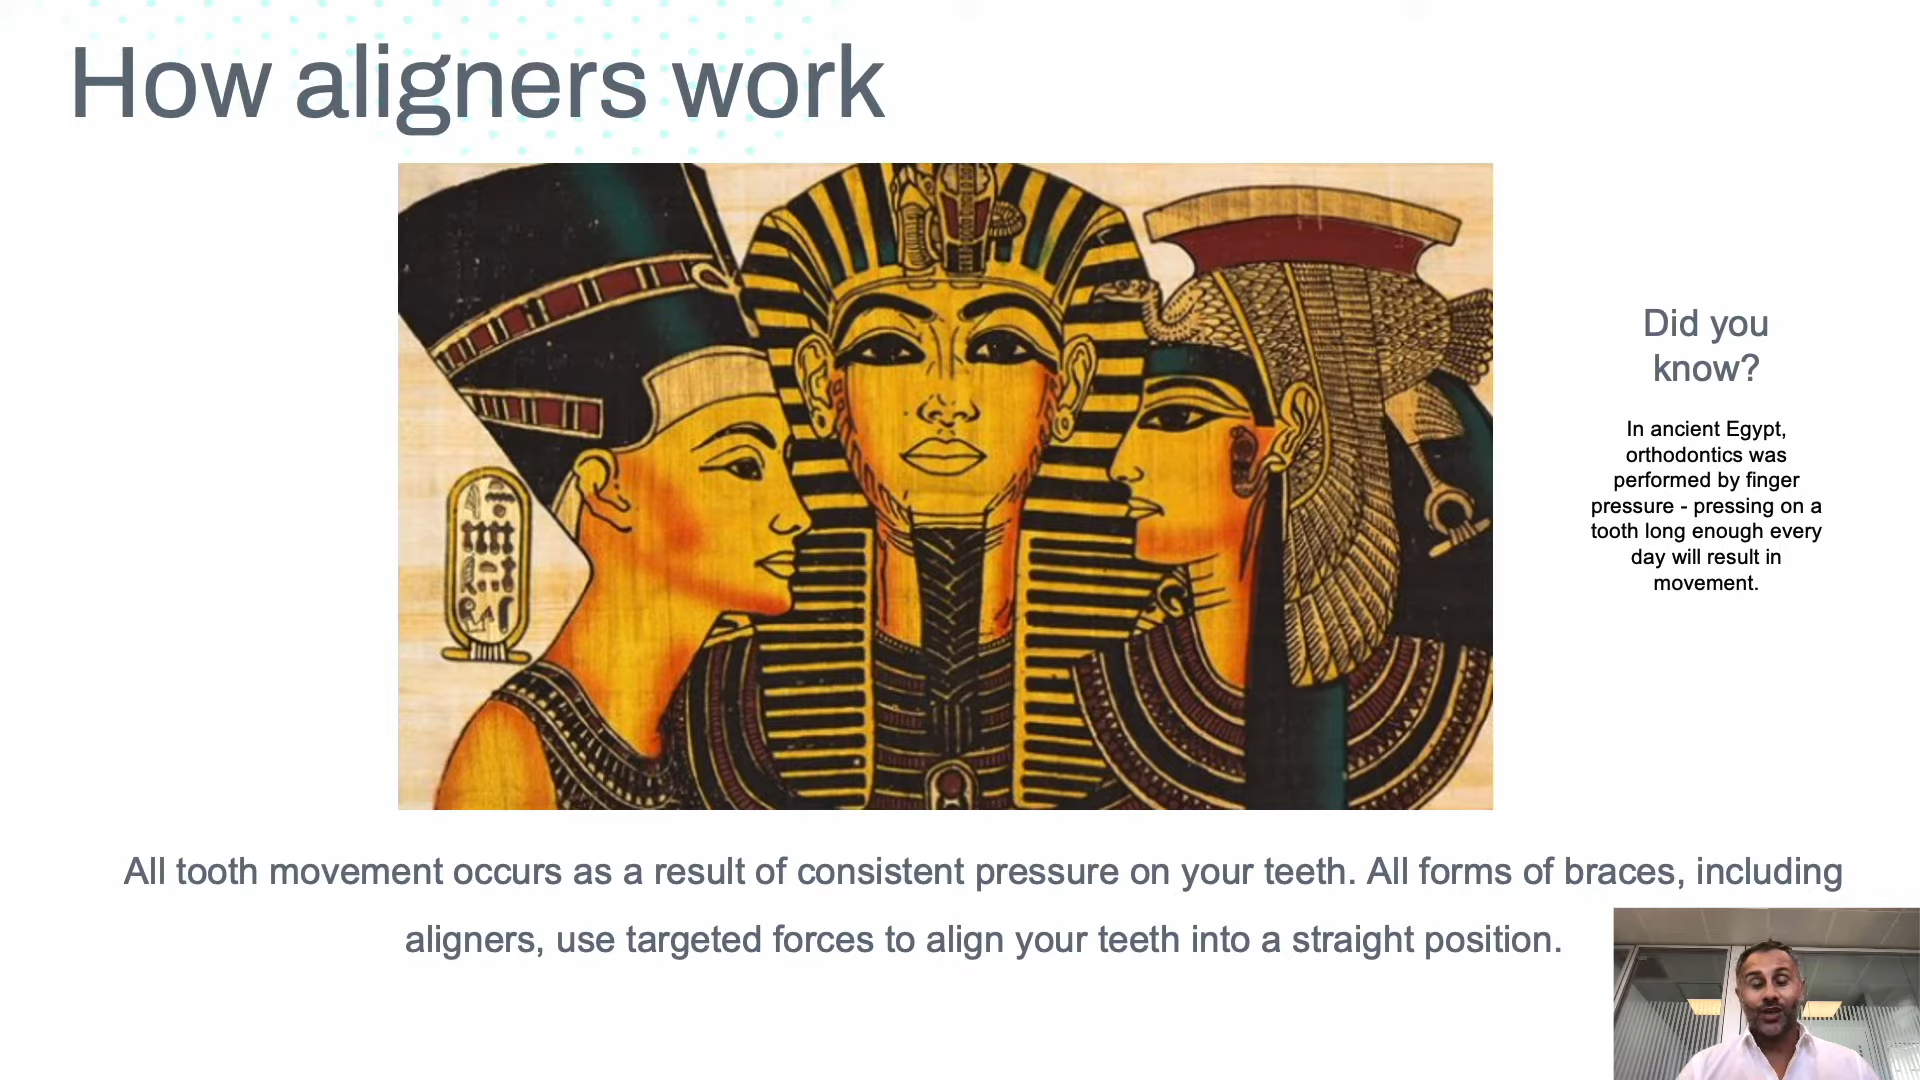 How aligners work
Did you
know?
In ancient Egypt,
orthodontics was
performed by finger
pressure - pressing on a
tooth long enough every
day will result in
movement.
All tooth movement occurs as a result of consistent pressure on your teeth. All forms of braces, including
aligners, use targeted forces to align your teeth into a straight position.